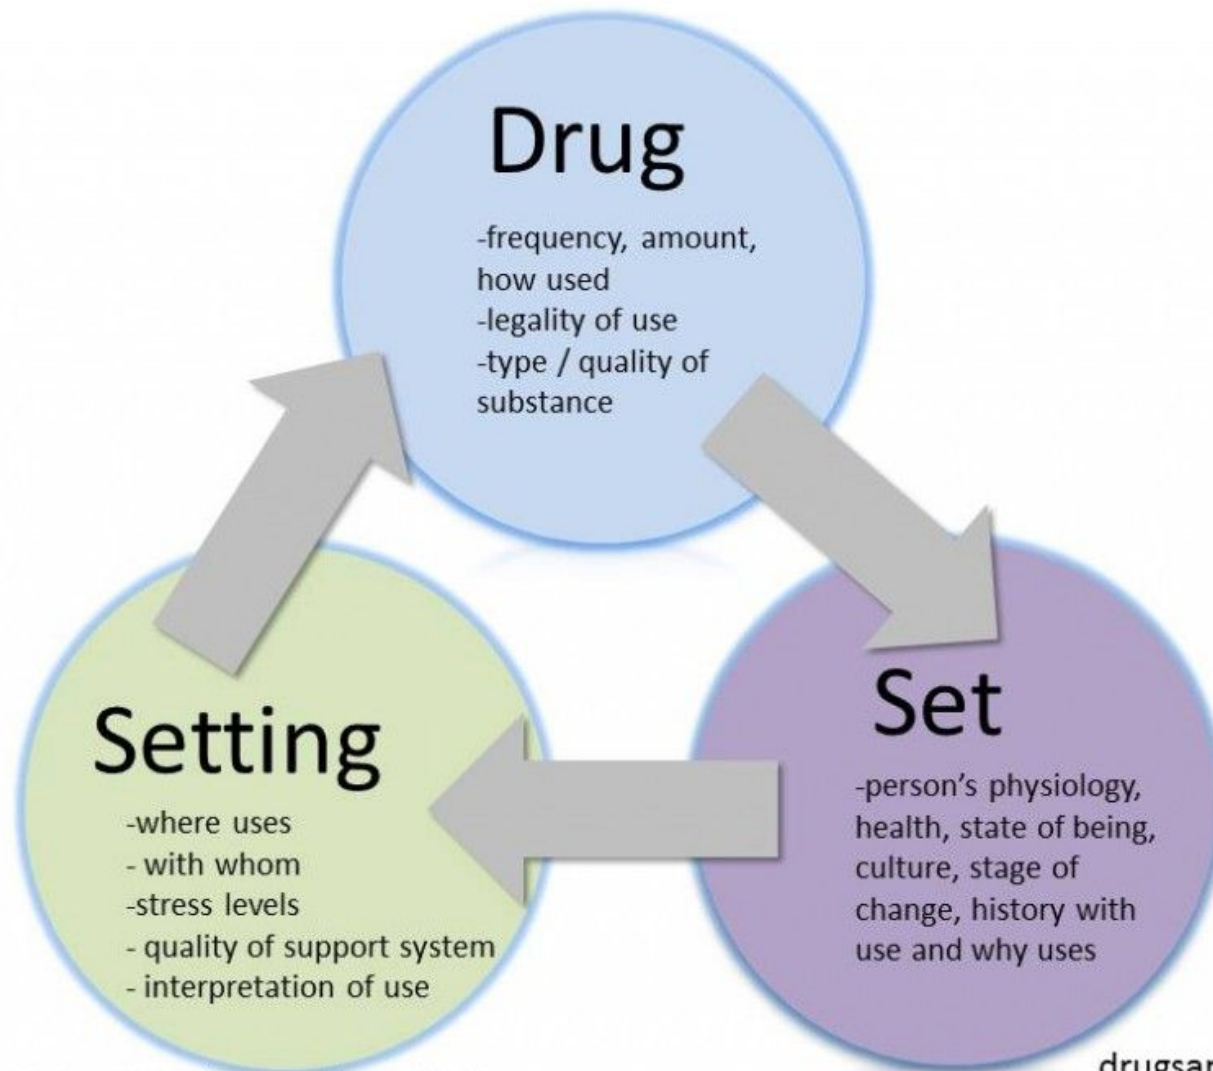 Drug
-frequency, amount,
how used
-legality of use
-type / quality of
substance
Set
-person's physiology,
health, state of being,
culture, stage of
change, history with
use and why uses
Setting
-where uses
- with whom
-stress levels
- quality of support system
- interpretation of use